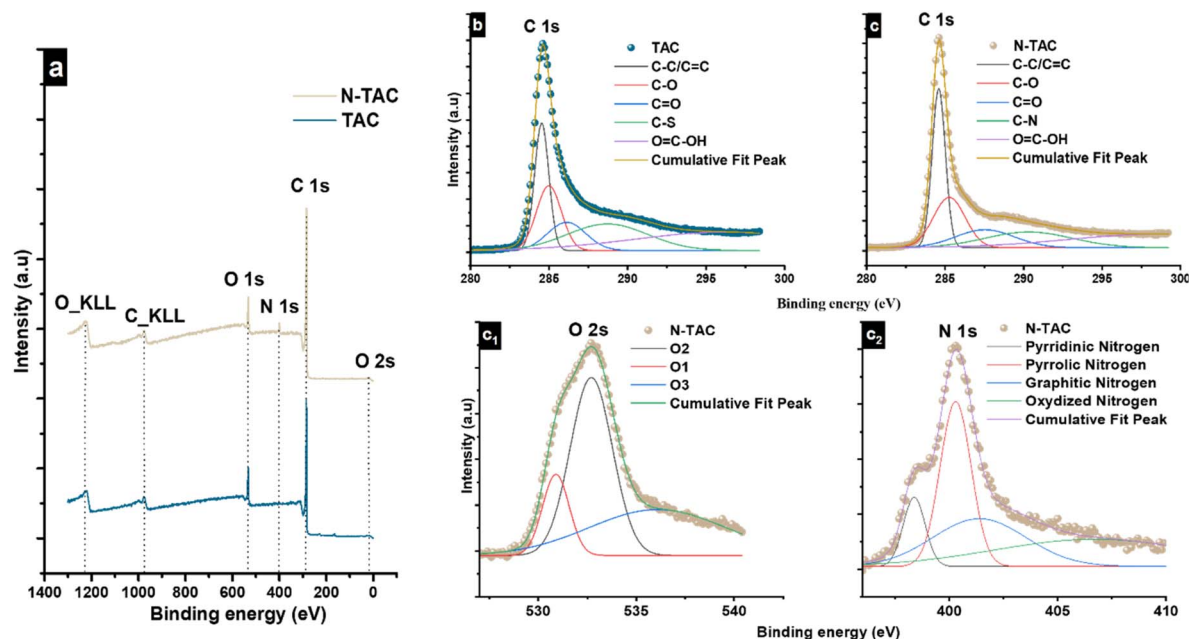 a
Intensity (a.u)
N-TAC
TAC
C 1s
O 1s
N 1s
O_KLL
C_KLL
O 2s
1400 1200 1000 800 600 400 200 0
Binding energy (eV)
b
C 1s
TAC
C-C/C=C
C-O
C=O
C-S
O=C-OH
Cumulative Fit Peak
Intensity (a.u)
280 285 290 295 300
c
C 1s
N-TAC
C-C/C=C
C-O
C=O
C-N
O=C-OH
Cumulative Fit Peak
280 285 290 295 300
Binding energy (eV)
c1
O 2s
N-TAC
O2
O1
O3
Cumulative Fit Peak
Intensity (a.u)
530 535 540
c2
N 1s
N-TAC
Pyrridinic Nitrogen
Pyrrolic Nitrogen
Graphitic Nitrogen
Oxydized Nitrogen
Cumulative Fit Peak
400 405 410
Binding energy (eV)